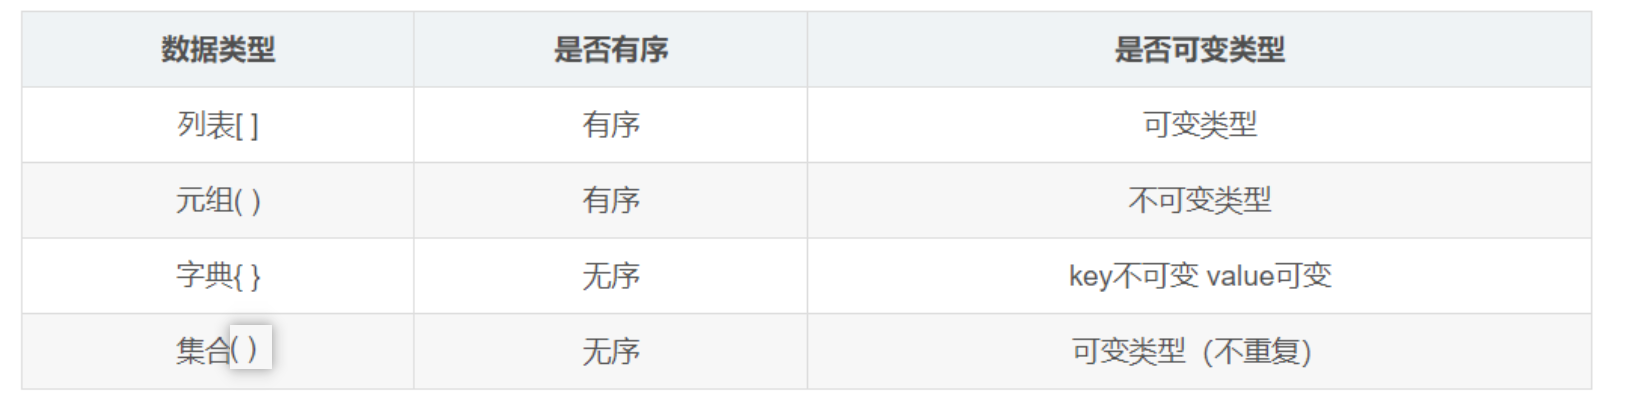 数据类型 是否有序 是否可变类型
列表[ ] 有序 可变类型
元组( ) 有序 不可变类型
字典{ } 无序 key不可变 value可变
集合( ) 无序 可变类型（不重复）